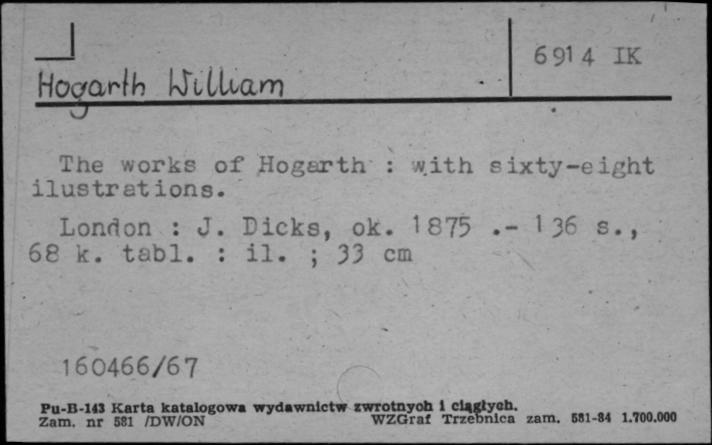 6914 IK
Hogarth William
The works of Hogarth : with sixty-eight
ilustrations.
London : J. Dicks, ok. 1875 .- 136 s.,
68 k. tabl. : il. ; 33 cm
160466/67
Pu-B-143 Karta katalogowa wydawnictw zwrotnych i ciągłych.
Zam. nr 581 /DW/ON WZGraf Trzebnica zam. 581-84 1.700.000